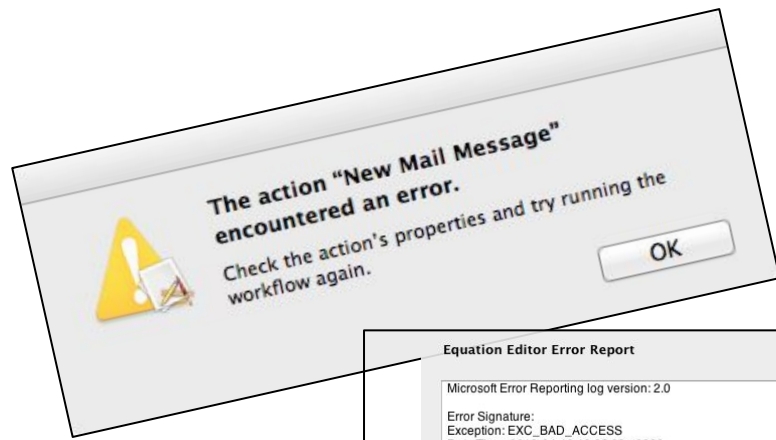 The action “New Mail Message”
encountered an error.
Check the action’s properties and try running the
workflow again.
OK
Equation Editor Error Report
Microsoft Error Reporting log version: 2.0
Error Signature:
Exception: EXC_BAD_ACCESS